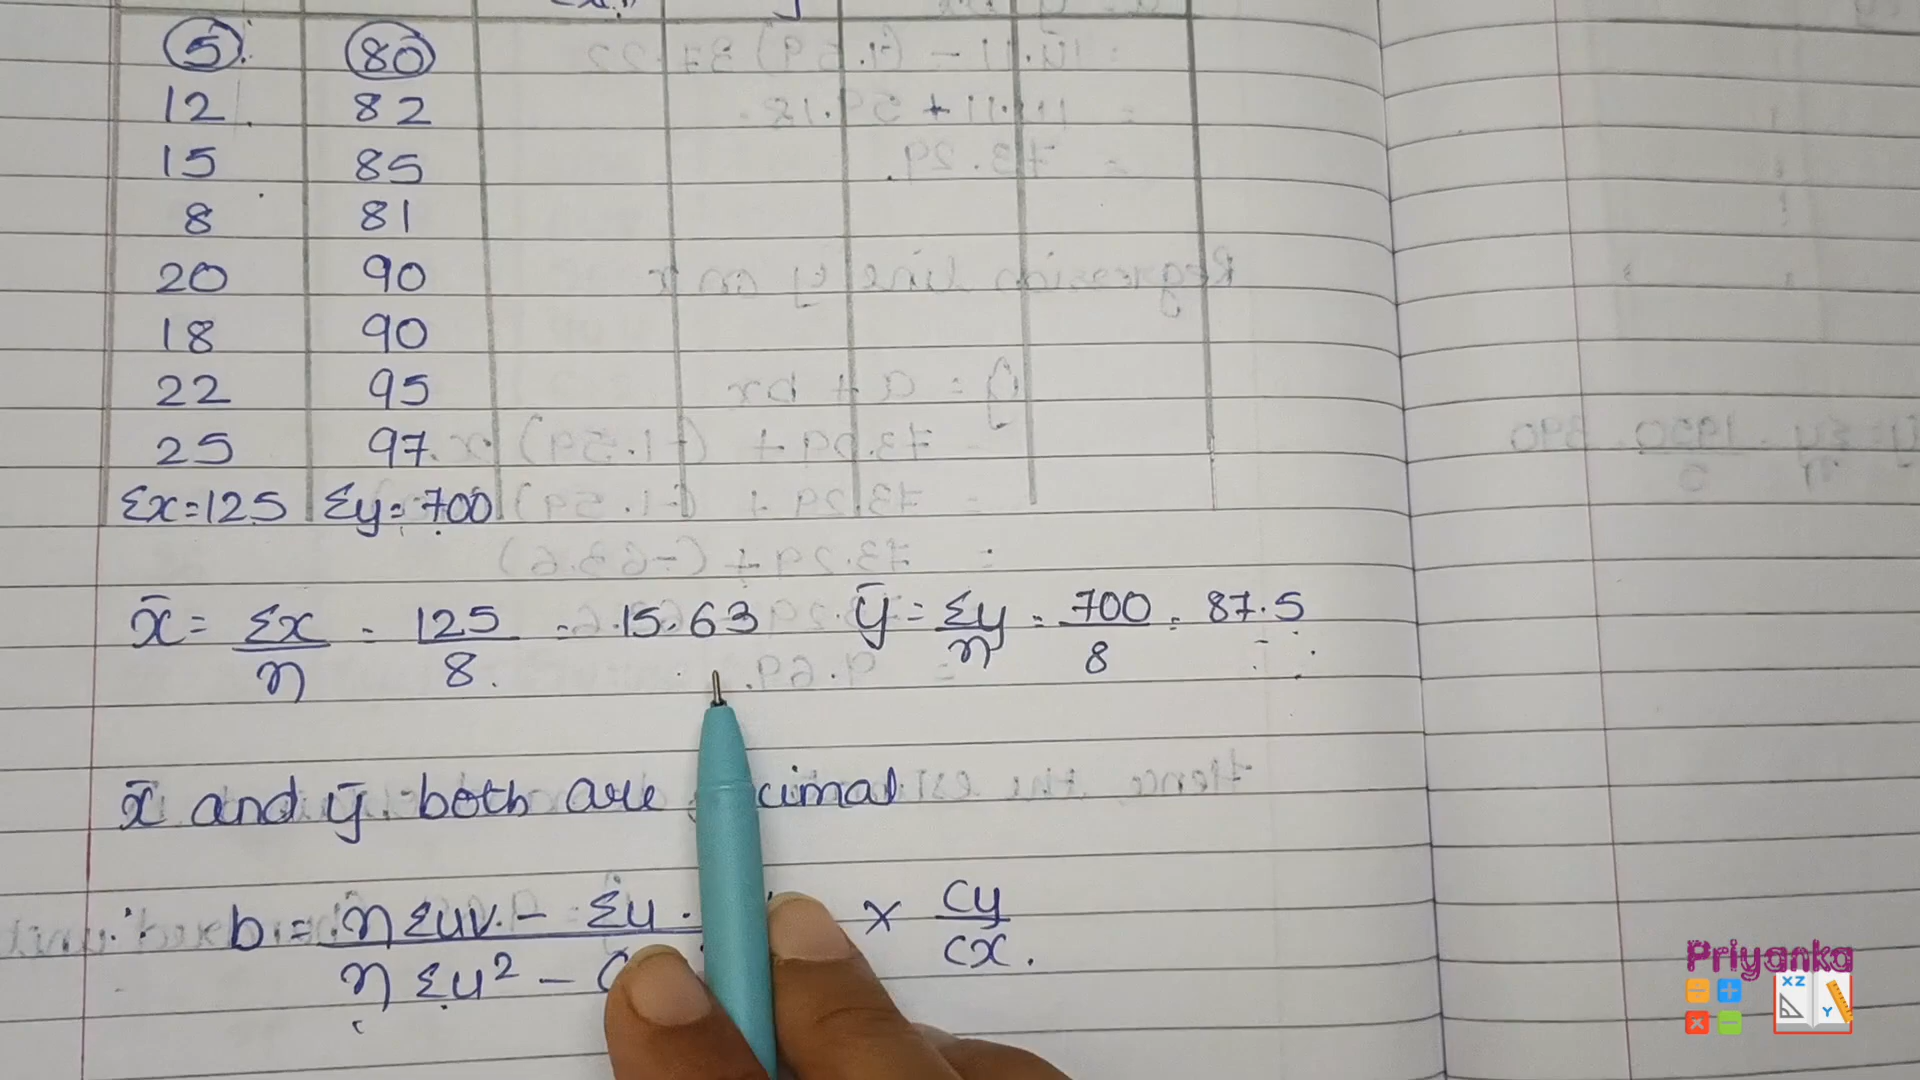 5 80
12 82
15 85
8 81
20 90
18 90
22 95
25 97
Σx=125 Σy=700
x̄ = Σx/n = 125/8 = 15.63 ȳ = Σy/n = 700/8 = 87.5
x̄ and ȳ both are
∴ b = nΣuv - Σu . / nΣu² - × Cy/Cx.
Priyanka
XZ
Y